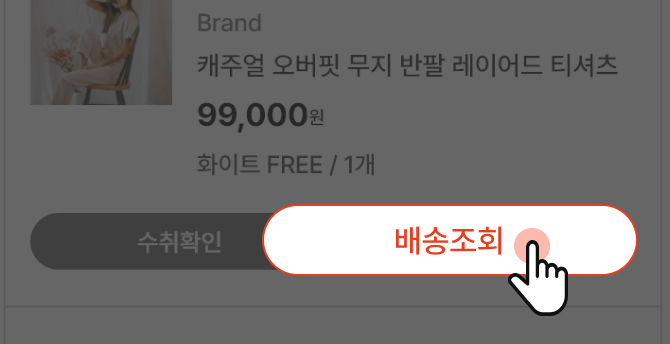 Brand
캐주얼 오버핏 무지 반팔 레이어드 티셔츠
99,000원
화이트 FREE / 1개
수취확인
배송조회